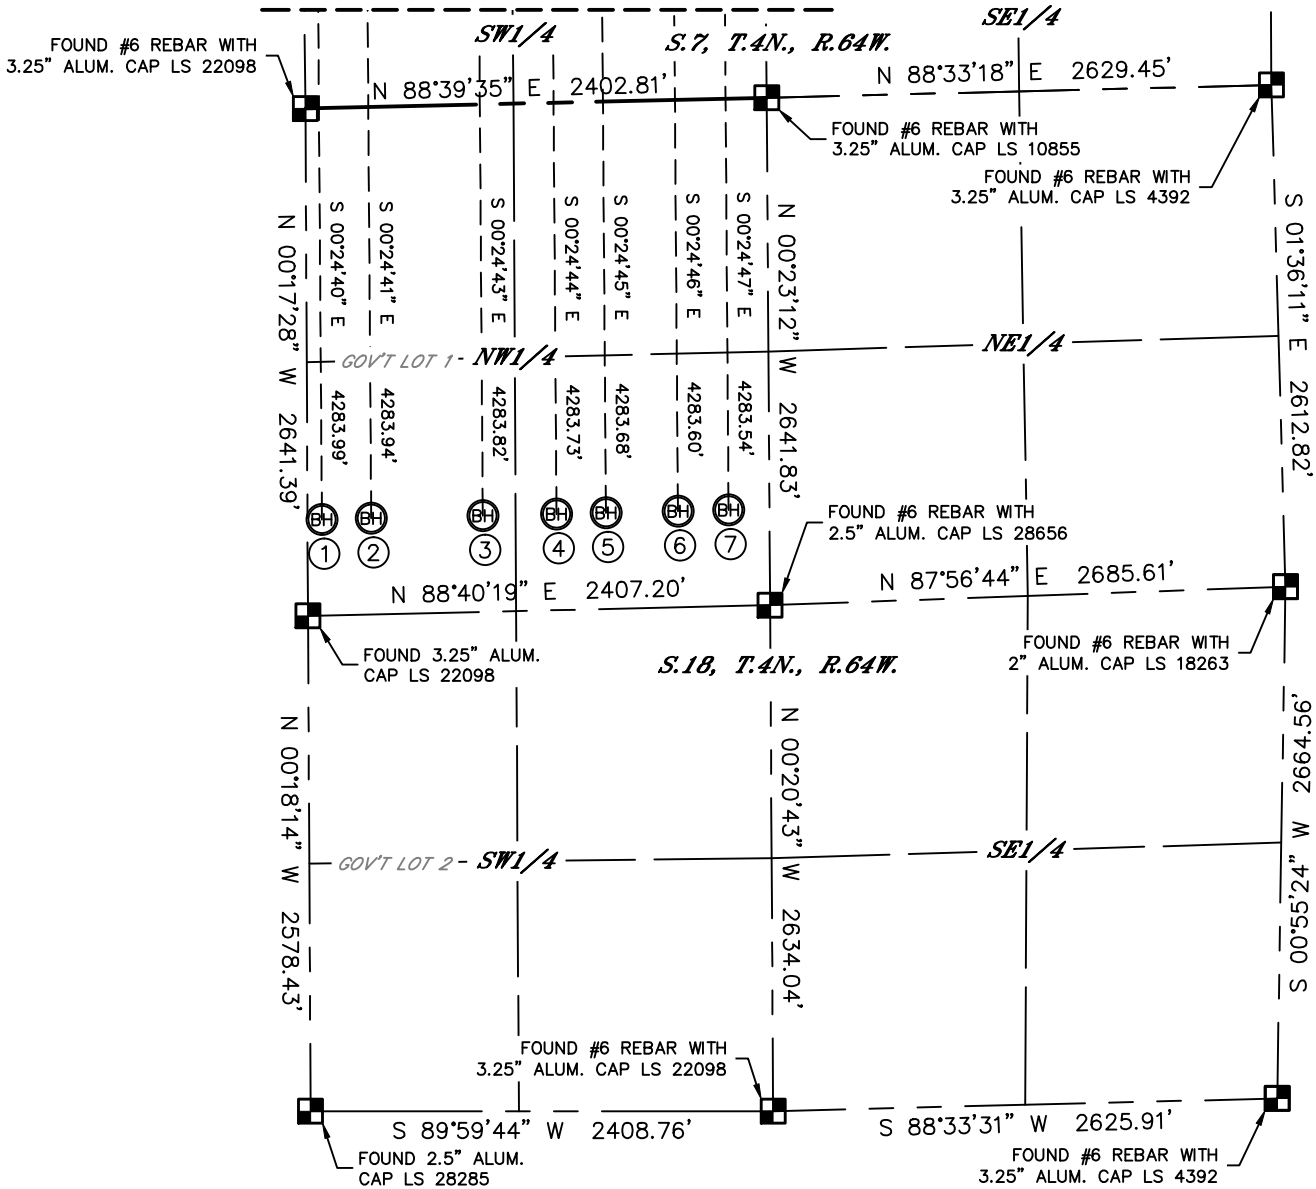 SW1/4
SE1/4
S.7, T.4N., R.64W.
FOUND #6 REBAR WITH
3.25" ALUM. CAP LS 22098
N 88°39'35" E 2402.81'
N 88°33'18" E 2629.45'
FOUND #6 REBAR WITH
3.25" ALUM. CAP LS 10855
FOUND #6 REBAR WITH
3.25" ALUM. CAP LS 4392
N 00°17'28" W 2641.39'
S 00°24'40" E 4283.99'
S 00°24'41" E 4283.94'
S 00°24'43" E 4283.82'
S 00°24'44" E 4283.73'
S 00°24'45" E 4283.68'
S 00°24'46" E 4283.60'
S 00°24'47" E 4283.54'
N 00°23'12" W 2641.83'
S 01°36'11" E 2612.82'
GOV'T LOT 1
NW1/4
NE1/4
BH
BH
BH
BH
BH
BH
BH
1
2
3
4
5
6
7
FOUND #6 REBAR WITH
2.5" ALUM. CAP LS 28656
N 88°40'19" E 2407.20'
N 87°56'44" E 2685.61'
FOUND 3.25" ALUM.
CAP LS 22098
S.18, T.4N., R.64W.
FOUND #6 REBAR WITH
2" ALUM. CAP LS 18263
N 00°18'14" W 2578.43'
N 00°20'43" W 2634.04'
S 00°55'24" W 2664.56'
GOV'T LOT 2
SW1/4
SE1/4
FOUND #6 REBAR WITH
3.25" ALUM. CAP LS 22098
S 89°59'44" W 2408.76'
S 88°33'31" W 2625.91'
FOUND 2.5" ALUM.
CAP LS 28285
FOUND #6 REBAR WITH
3.25" ALUM. CAP LS 4392